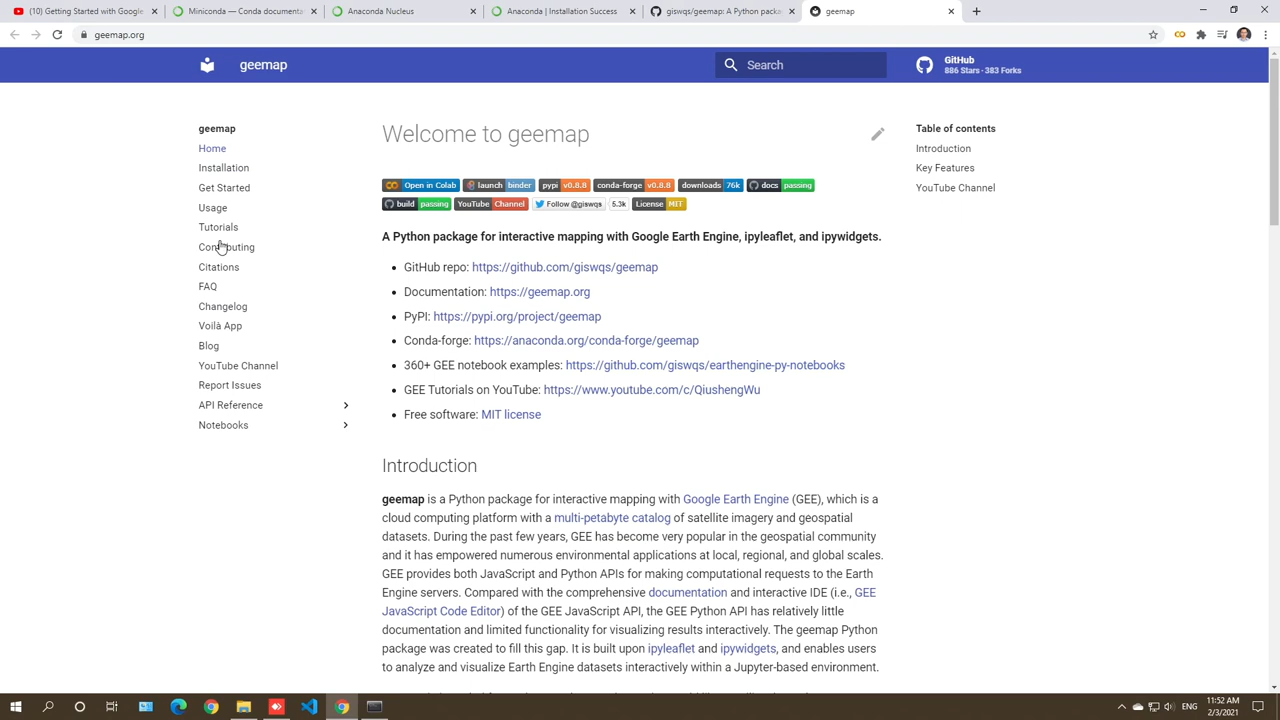 (10) Getting Started with Google
Miniconda — Conda documentat
Anaconda Nucleus
Anaconda | Installation Success
giswqs/geemap: A Python packag
geemap
geemap.org
geemap
Search
GitHub
886 Stars · 383 Forks
geemap
Home
Installation
Get Started
Usage
Tutorials
Citations
FAQ
Changelog
Voilà App
Blog
YouTube Channel
Report Issues
API Reference
Notebooks
Welcome to geemap
Open in Colab launch binder pypi v0.8.8 conda-forge v0.8.8 downloads 76k docs passing
build passing YouTube Channel Follow @giswqs 5.3k License MIT
A Python package for interactive mapping with Google Earth Engine, ipyleaflet, and ipywidgets.
• GitHub repo: https://github.com/giswqs/geemap
• Documentation: https://geemap.org
• PyPI: https://pypi.org/project/geemap
• Conda-forge: https://anaconda.org/conda-forge/geemap
• 360+ GEE notebook examples: https://github.com/giswqs/earthengine-py-notebooks
• GEE Tutorials on YouTube: https://www.youtube.com/c/QiushengWu
• Free software: MIT license
Introduction
geemap is a Python package for interactive mapping with Google Earth Engine (GEE), which is a
cloud computing platform with a multi-petabyte catalog of satellite imagery and geospatial
datasets. During the past few years, GEE has become very popular in the geospatial community
and it has empowered numerous environmental applications at local, regional, and global scales.
GEE provides both JavaScript and Python APIs for making computational requests to the Earth
Engine servers. Compared with the comprehensive documentation and interactive IDE (i.e., GEE
JavaScript Code Editor) of the GEE JavaScript API, the GEE Python API has relatively little
documentation and limited functionality for visualizing results interactively. The geemap Python
package was created to fill this gap. It is built upon ipyleaflet and ipywidgets, and enables users
to analyze and visualize Earth Engine datasets interactively within a Jupyter-based environment.
Table of contents
Introduction
Key Features
YouTube Channel
ENG
11:52 AM
2/3/2021